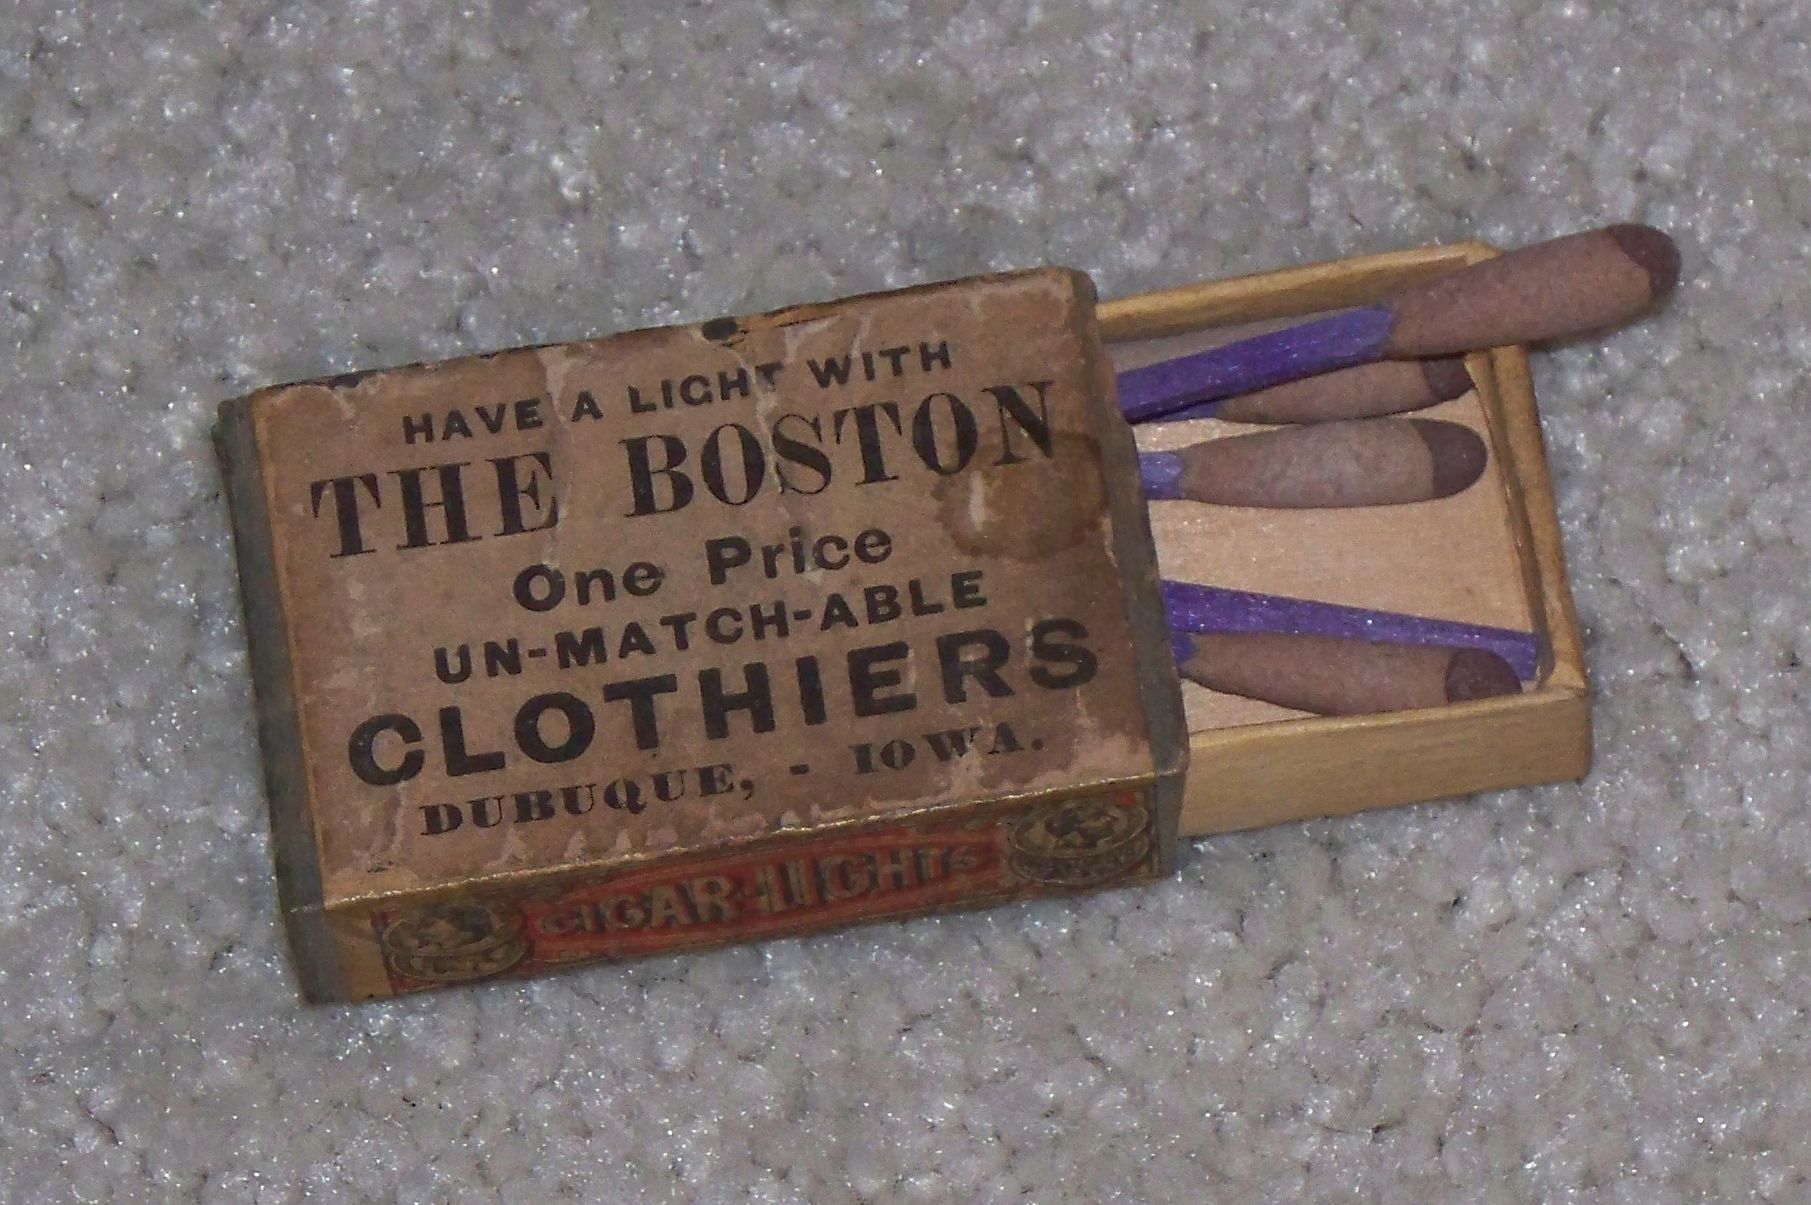 HAVE A LIGHT WITH
THE BOSTON
One Price
UN-MATCH-ABLE
CLOTHIERS
DUBUQUE, - IOWA.
CIGAR-LIGHTS